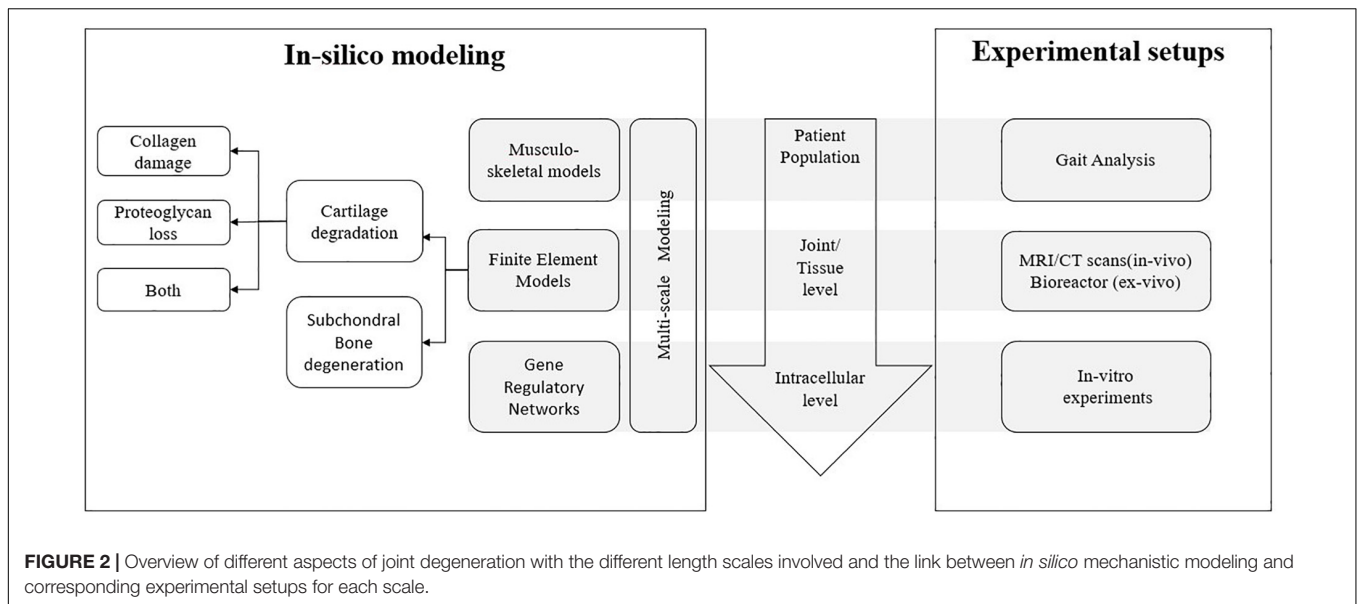 In-silico modeling
Experimental setups
Collagen
damage
Proteoglycan
loss
Both
Cartilage
degradation
Subchondral
Bone
degeneration
Musculo-
skeletal models
Finite Element
Models
Gene
Regulatory
Networks
Multi-scale Modeling
Patient
Population
Joint/
Tissue
level
Intracellular
level
Gait Analysis
MRI/CT scans(in-vivo)
Bioreactor (ex-vivo)
In-vitro
experiments
FIGURE 2 | Overview of different aspects of joint degeneration with the different length scales involved and the link between in silico mechanistic modeling and
corresponding experimental setups for each scale.